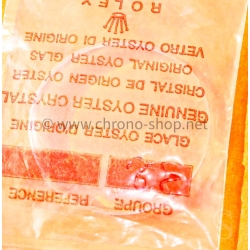 REFERENCE GROUPE
GLACE OYSTER D'ORIGINE
GENUINE OYSTER CRYSTAL
CRISTAL DE ORIGEN OYSTER
ORIGINAL OYSTER GLAS
VETRO OYSTER DI ORIGINE
ROLEX
© www.chrono-shop.net